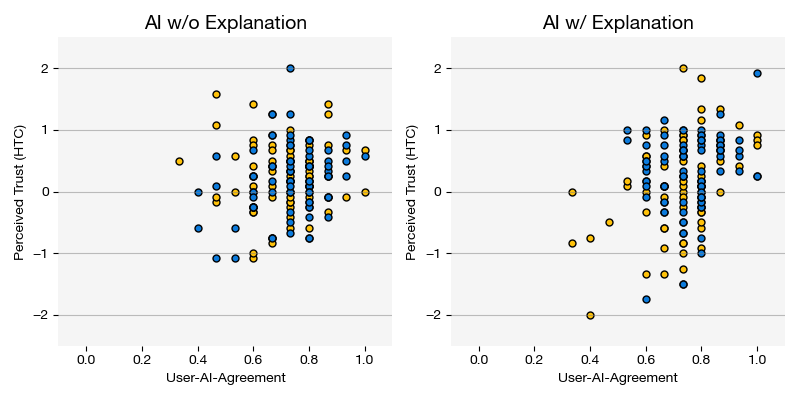 AI w/o Explanation
Perceived Trust (HTC)
2
1
0
−1
−2
0.0 0.2 0.4 0.6 0.8 1.0
User-AI-Agreement
AI w/ Explanation
Perceived Trust (HTC)
2
1
0
−1
−2
0.0 0.2 0.4 0.6 0.8 1.0
User-AI-Agreement